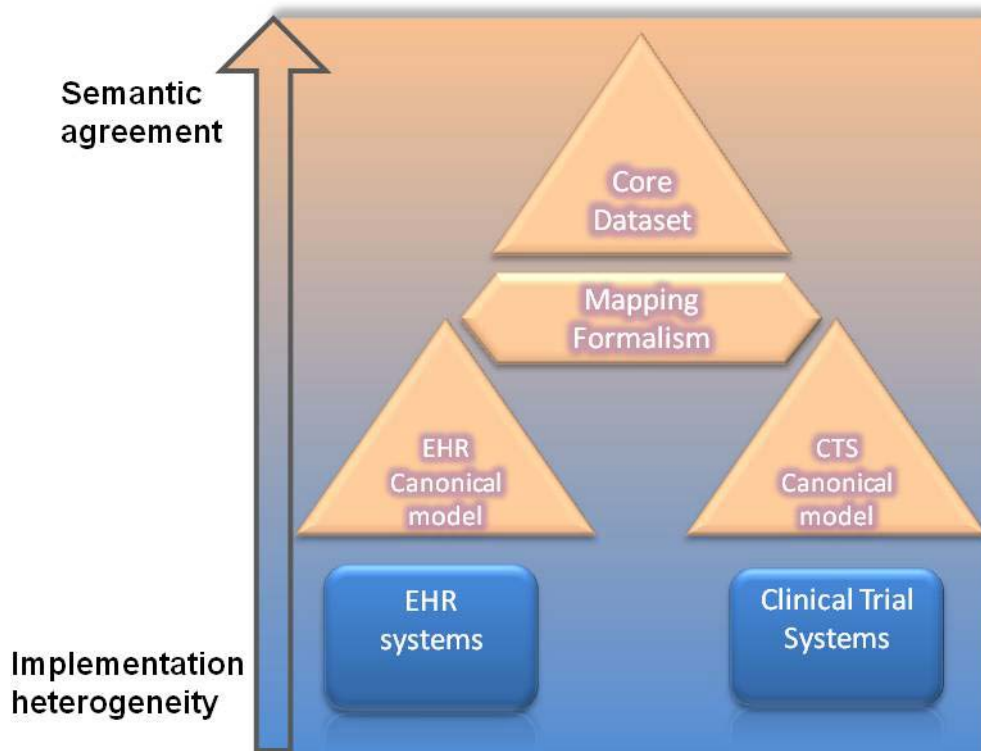 Semantic
agreement
Core
Dataset
Mapping
Formalism
EHR
Canonical
model
CTS
Canonical
model
EHR
systems
Clinical Trial
Systems
Implementation
heterogeneity